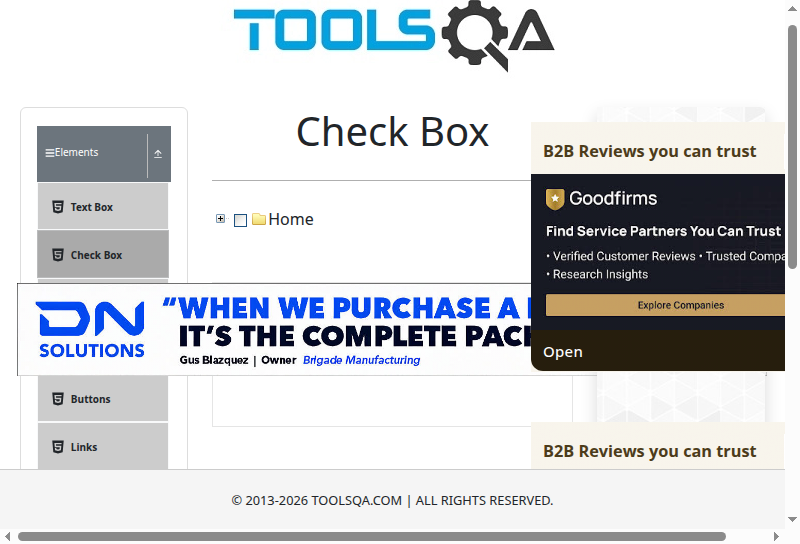 TOOLSQA
Check Box
Elements
Text Box
Check Box
Home
B2B Reviews you can trust
Goodfirms
Find Service Partners You Can Trust
• Verified Customer Reviews • Trusted Compa
• Research Insights
Explore Companies
Open
DN
SOLUTIONS
“WHEN WE PURCHASE A
IT’S THE COMPLETE PACK
Gus Blazquez | Owner Brigade Manufacturing
Buttons
Links
B2B Reviews you can trust
© 2013-2026 TOOLSQA.COM | ALL RIGHTS RESERVED.